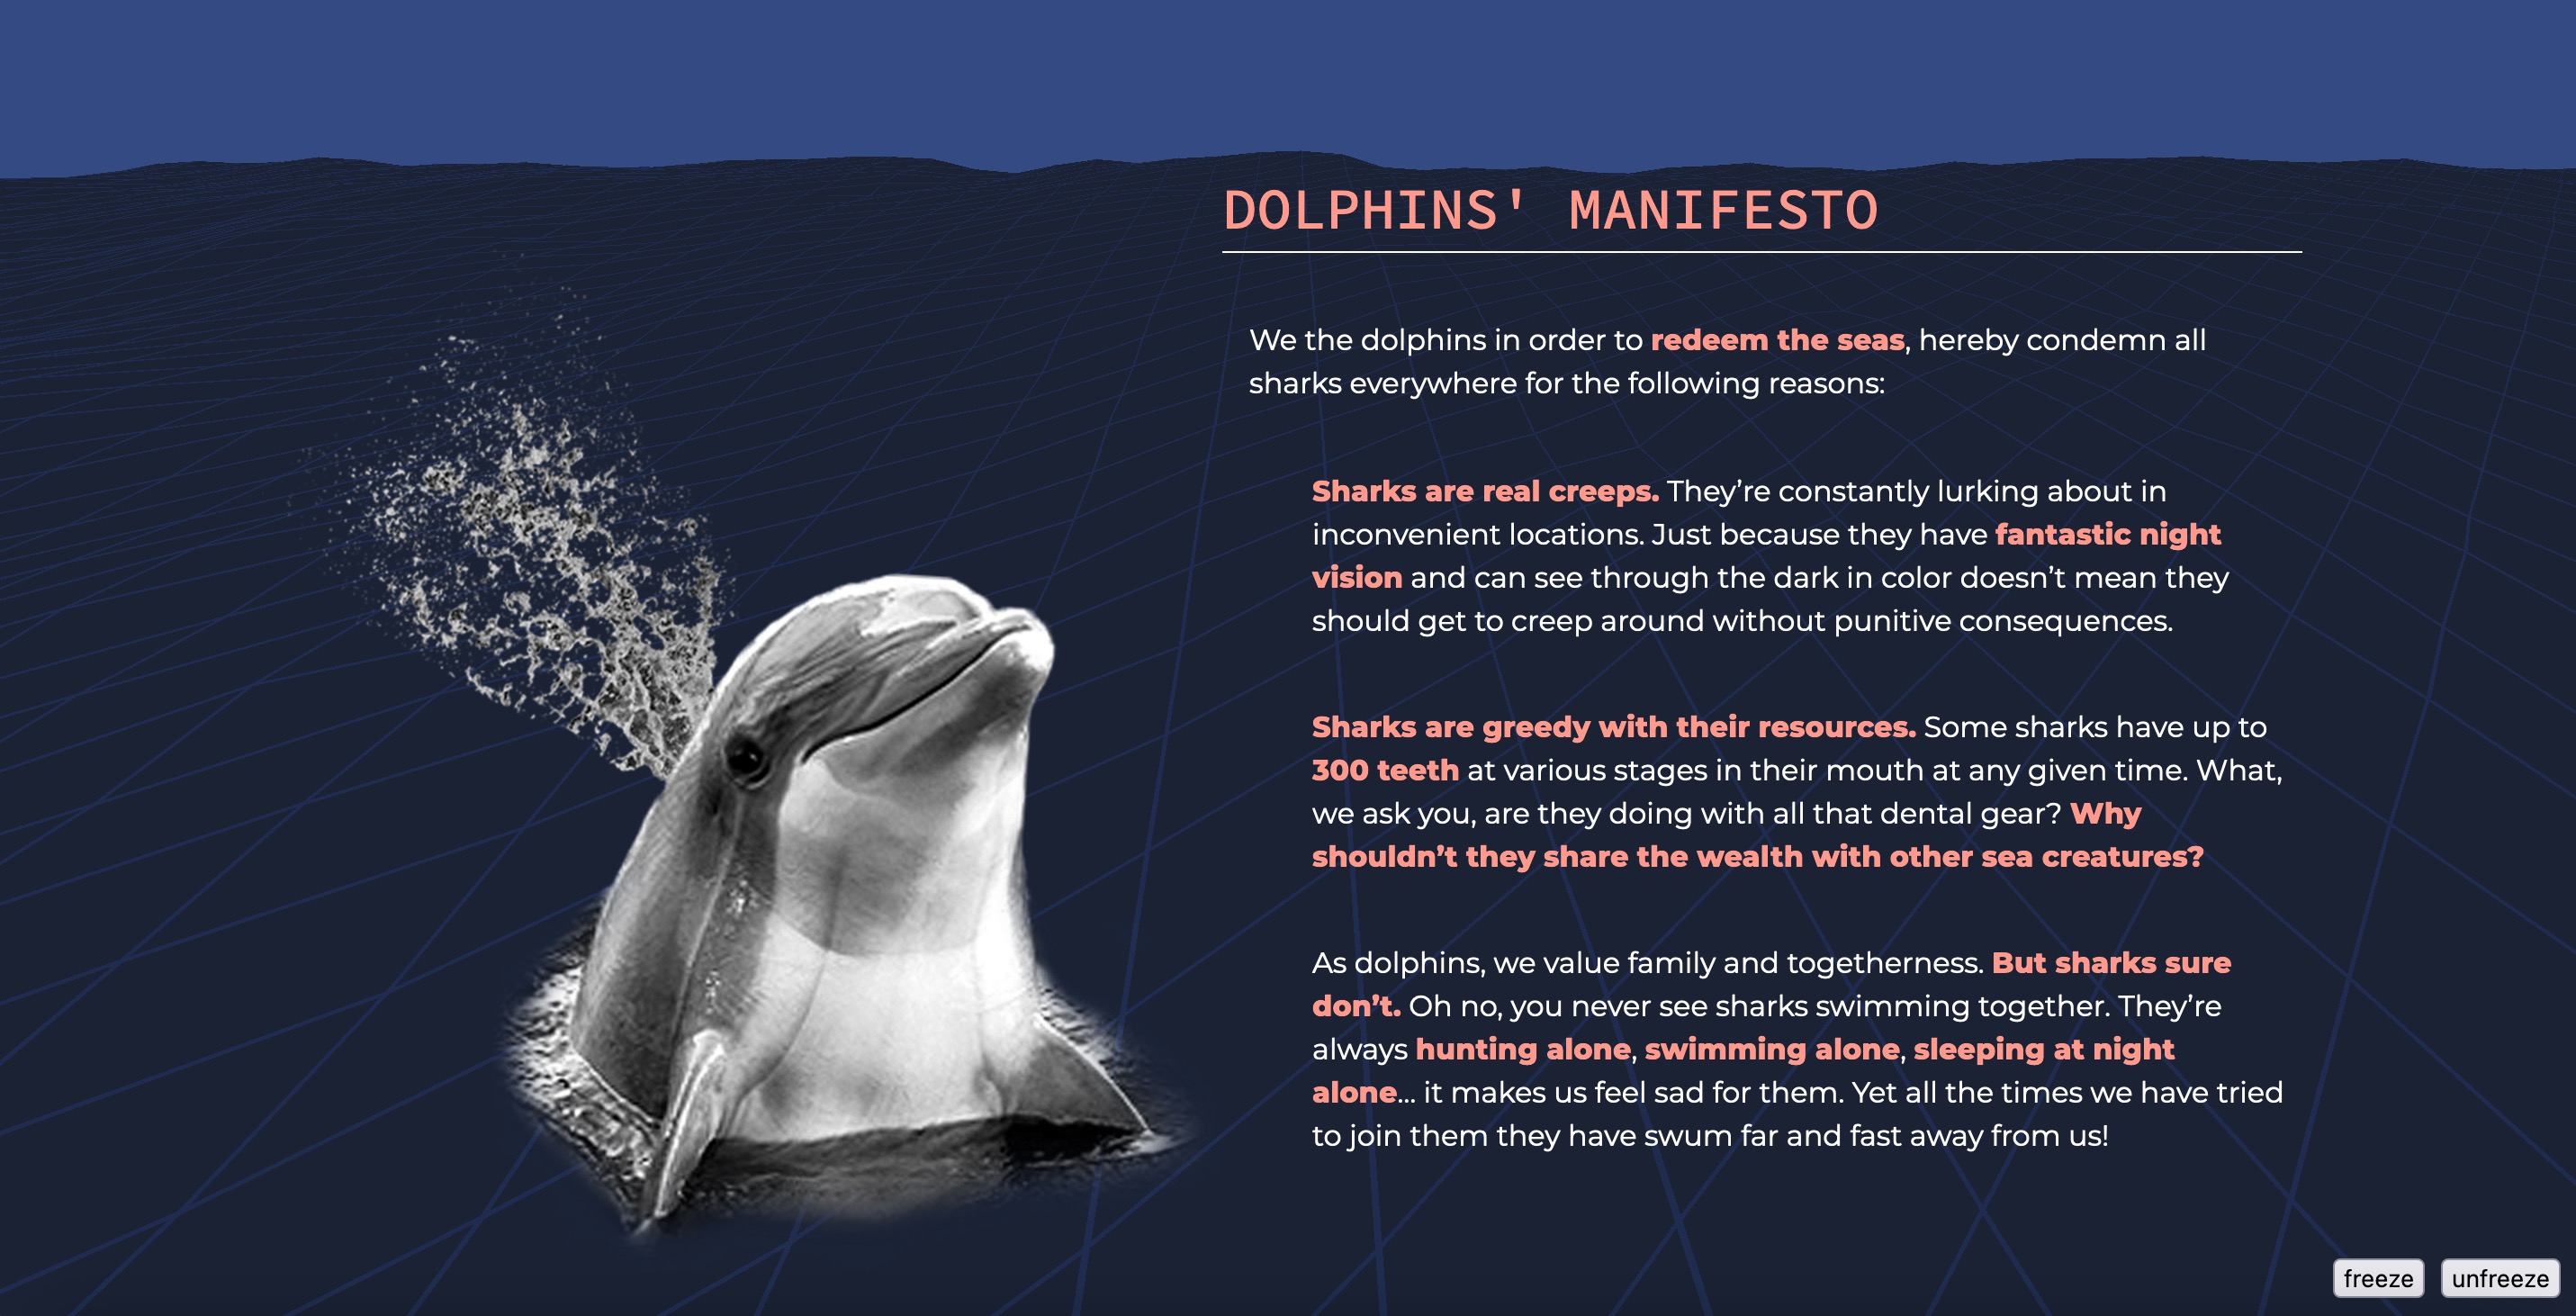 DOLPHINS' MANIFESTO
We the dolphins in order to redeem the seas, hereby condemn all
sharks everywhere for the following reasons:
Sharks are real creeps. They’re constantly lurking about in
inconvenient locations. Just because they have fantastic night
vision and can see through the dark in color doesn’t mean they
should get to creep around without punitive consequences.
Sharks are greedy with their resources. Some sharks have up to
300 teeth at various stages in their mouth at any given time. What,
we ask you, are they doing with all that dental gear? Why
shouldn’t they share the wealth with other sea creatures?
As dolphins, we value family and togetherness. But sharks sure
don’t. Oh no, you never see sharks swimming together. They’re
always hunting alone, swimming alone, sleeping at night
alone... it makes us feel sad for them. Yet all the times we have tried
to join them they have swum far and fast away from us!
freeze unfreeze